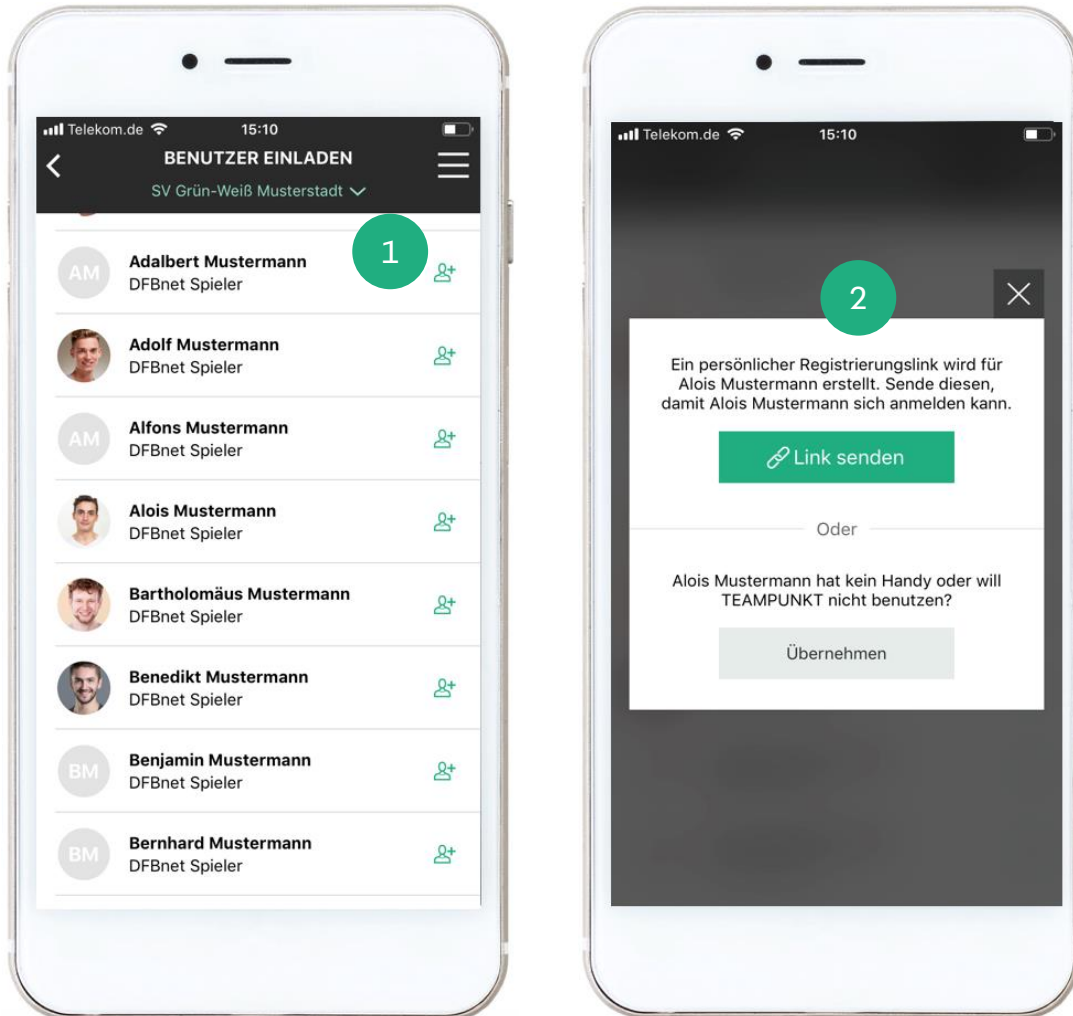 Telekom.de 15:10
BENUTZER EINLADEN
SV Grün-Weiß Musterstadt
1
AM
Adalbert Mustermann
DFBnet Spieler
Adolf Mustermann
DFBnet Spieler
AM
Alfons Mustermann
DFBnet Spieler
Alois Mustermann
DFBnet Spieler
Bartholomäus Mustermann
DFBnet Spieler
Benedikt Mustermann
DFBnet Spieler
BM
Benjamin Mustermann
DFBnet Spieler
BM
Bernhard Mustermann
DFBnet Spieler
Telekom.de 15:10
2
Ein persönlicher Registrierungslink wird für
Alois Mustermann erstellt. Sende diesen,
damit Alois Mustermann sich anmelden kann.
Link senden
Oder
Alois Mustermann hat kein Handy oder will
TEAMPUNKT nicht benutzen?
Übernehmen